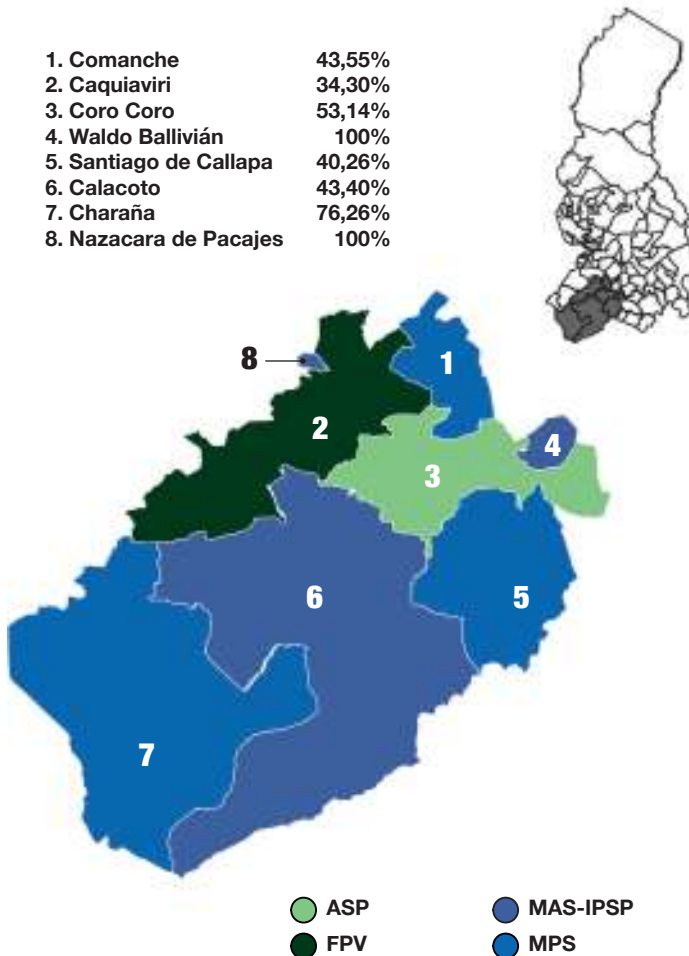 1. Comanche 43,55%
2. Caquiaviri 34,30%
3. Coro Coro 53,14%
4. Waldo Ballivián 100%
5. Santiago de Callapa 40,26%
6. Calacoto 43,40%
7. Charaña 76,26%
8. Nazacara de Pacajes 100%
8
1
2
4
3
6
5
7
ASP
MAS-IPSP
FPV
MPS